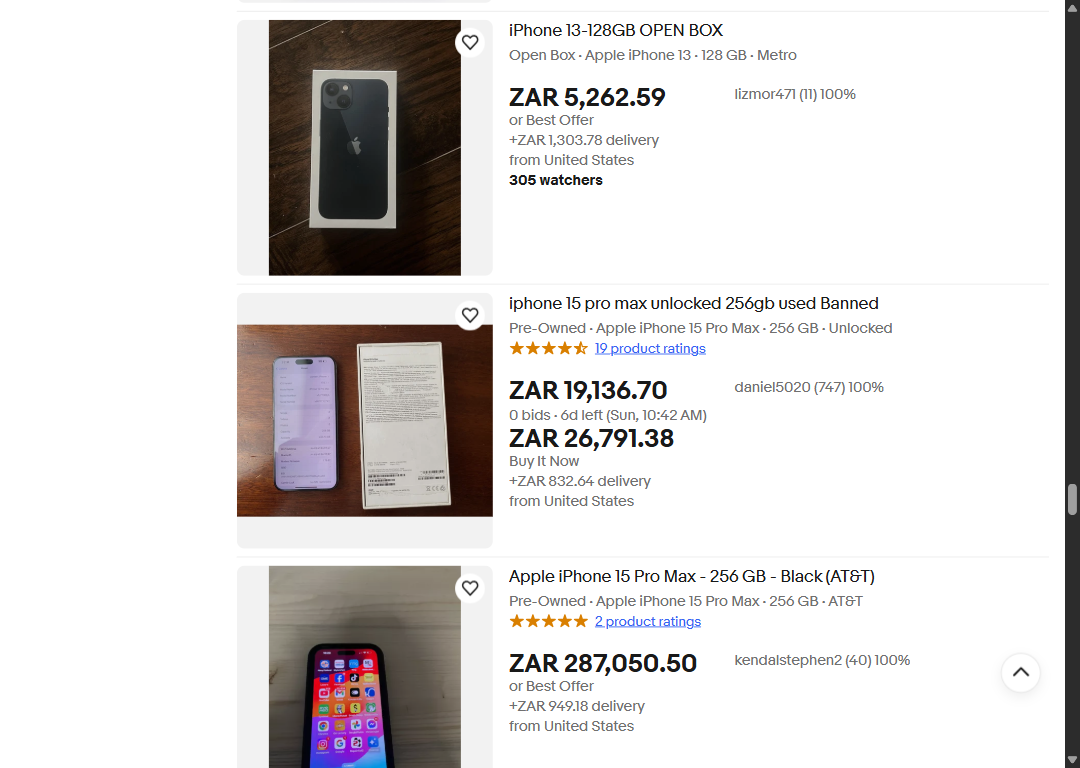 iPhone 13-128GB OPEN BOX
Open Box · Apple iPhone 13 · 128 GB · Metro
ZAR 5,262.59
lizmor471 (11) 100%
or Best Offer
+ZAR 1,303.78 delivery
from United States
305 watchers
iphone 15 pro max unlocked 256gb used Banned
Pre-Owned · Apple iPhone 15 Pro Max · 256 GB · Unlocked
19 product ratings
ZAR 19,136.70
daniel5020 (747) 100%
0 bids · 6d left (Sun, 10:42 AM)
ZAR 26,791.38
Buy It Now
+ZAR 832.64 delivery
from United States
Apple iPhone 15 Pro Max - 256 GB - Black (AT&T)
Pre-Owned · Apple iPhone 15 Pro Max · 256 GB · AT&T
2 product ratings
ZAR 287,050.50
kendalstephen2 (40) 100%
or Best Offer
+ZAR 949.18 delivery
from United States